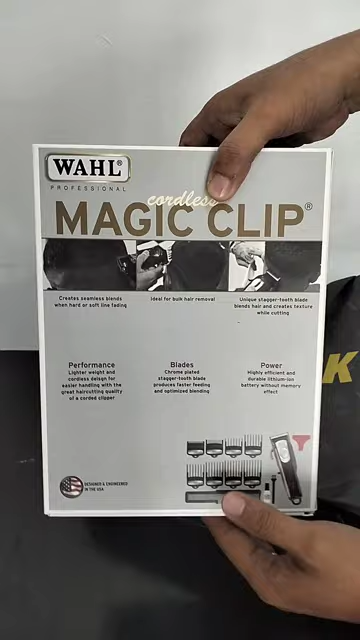 WAHL®
PROFESSIONAL
cordless
MAGIC CLIP®
Creates seamless blends
when hard or soft line fading
Ideal for bulk hair removal
Unique stagger-tooth blade
blends hair and creates texture
while cutting
Performance
Lighter weight and
cordless deisgn for
easier handling with the
great haircutting quality
of a corded clipper
Blades
Chrome plated
stagger-tooth blade
produces faster feeding
and optimized blending
Power
Highly efficient and
durable lithium-ion
battery without memory
effect
DESIGNED & ENGINEERED
IN THE USA
K